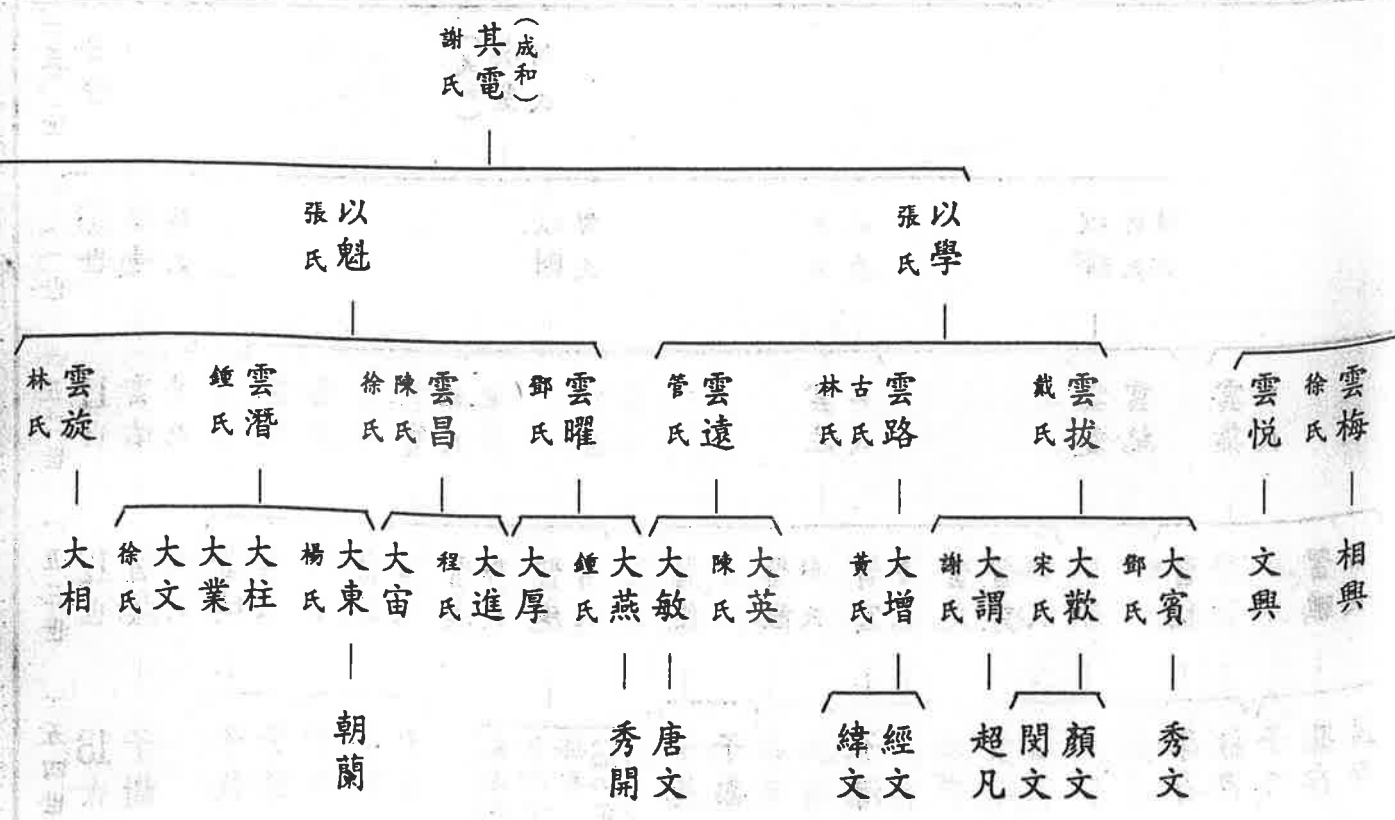 （成和）
其電
謝氏
以學
張氏
以魁
張氏
雲梅
徐氏
雲悅
雲拔
戴氏
雲路
古氏
林氏
雲遠
管氏
雲曜
鄧氏
雲昌
陳氏
徐氏
雲潛
鍾氏
雲旋
林氏
相興
文興
大賓
鄧氏
大歡
宋氏
大謂
謝氏
大增
黃氏
大英
陳氏
大敏
大燕
鍾氏
大厚
大進
程氏
大宙
大東
楊氏
大柱
大業
大文
徐氏
大相
秀文
顏文
閔文
超凡
經文
緯文
唐文
秀開
朝蘭